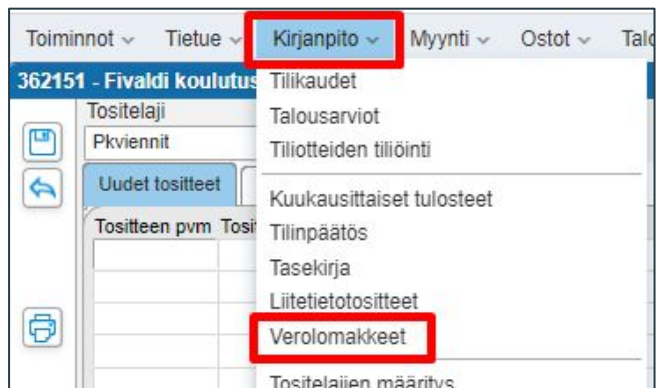 Toiminnot Tietue Kirjanpito Myynti Ostot
362151 - Fivaldi koulutus
Tilikaudet
Tositelaji
Talousarviot
Pkviennit
Tiliotteiden tiliöinti
Uudet tositteet
Kuukausittaiset tulosteet
Tositteen pvm
Tilinpäätös
Tasekirja
Liitetietotositteet
Verolomakkeet
Tositelajien määritys